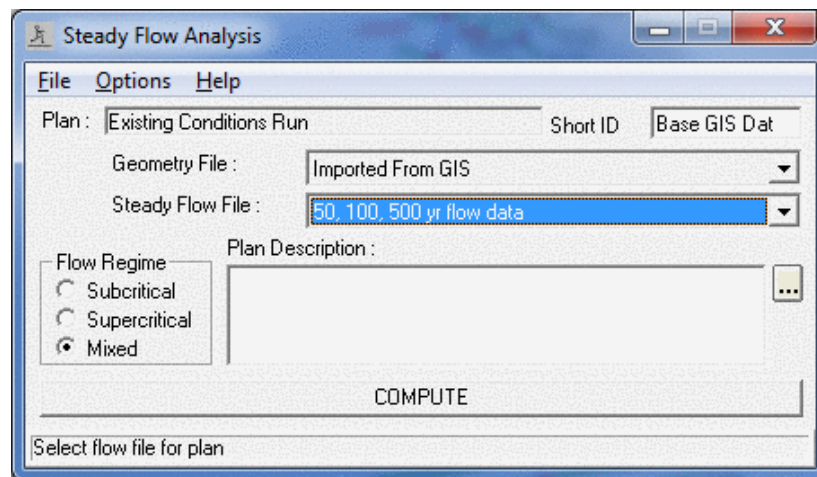 Steady Flow Analysis
File Options Help
Plan : Existing Conditions Run Short ID Base GIS Dat
Geometry File : Imported From GIS
Steady Flow File : 50, 100, 500 yr flow data
Plan Description :
Flow Regime
Subcritical
Supercritical
Mixed
...
COMPUTE
Select flow file for plan